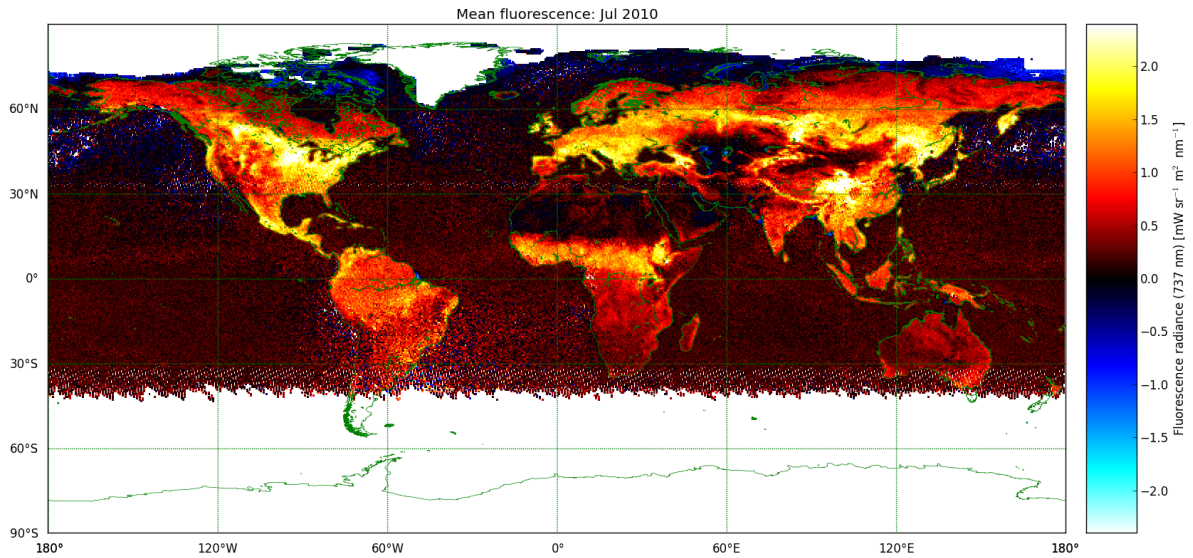 Mean fluorescence: Jul 2010
60°N
30°N
0°
30°S
60°S
90°S
180°
120°W
60°W
0°
60°E
120°E
180°
2.0
1.5
1.0
0.5
0.0
−0.5
−1.0
−1.5
−2.0
Fluorescence radiance (737 nm) [mW sr⁻¹ m² nm⁻¹]